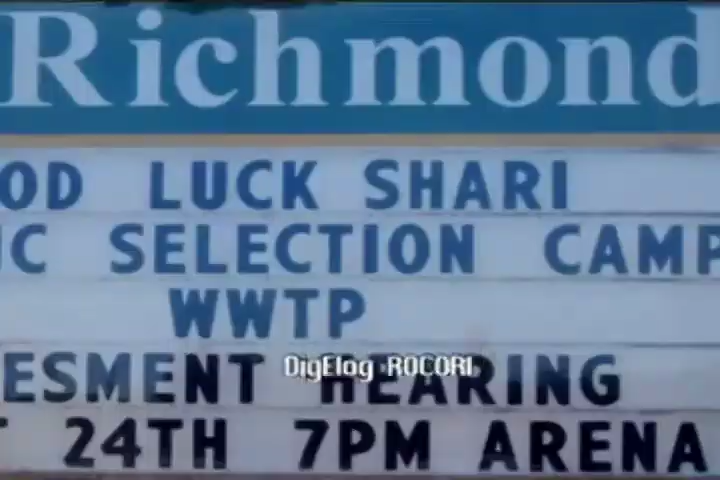 Richmond
OD LUCK SHARI
IC SELECTION CAMP
WWTP
ESMENT HEARING
DigElog ROCORI
24TH 7PM ARENA